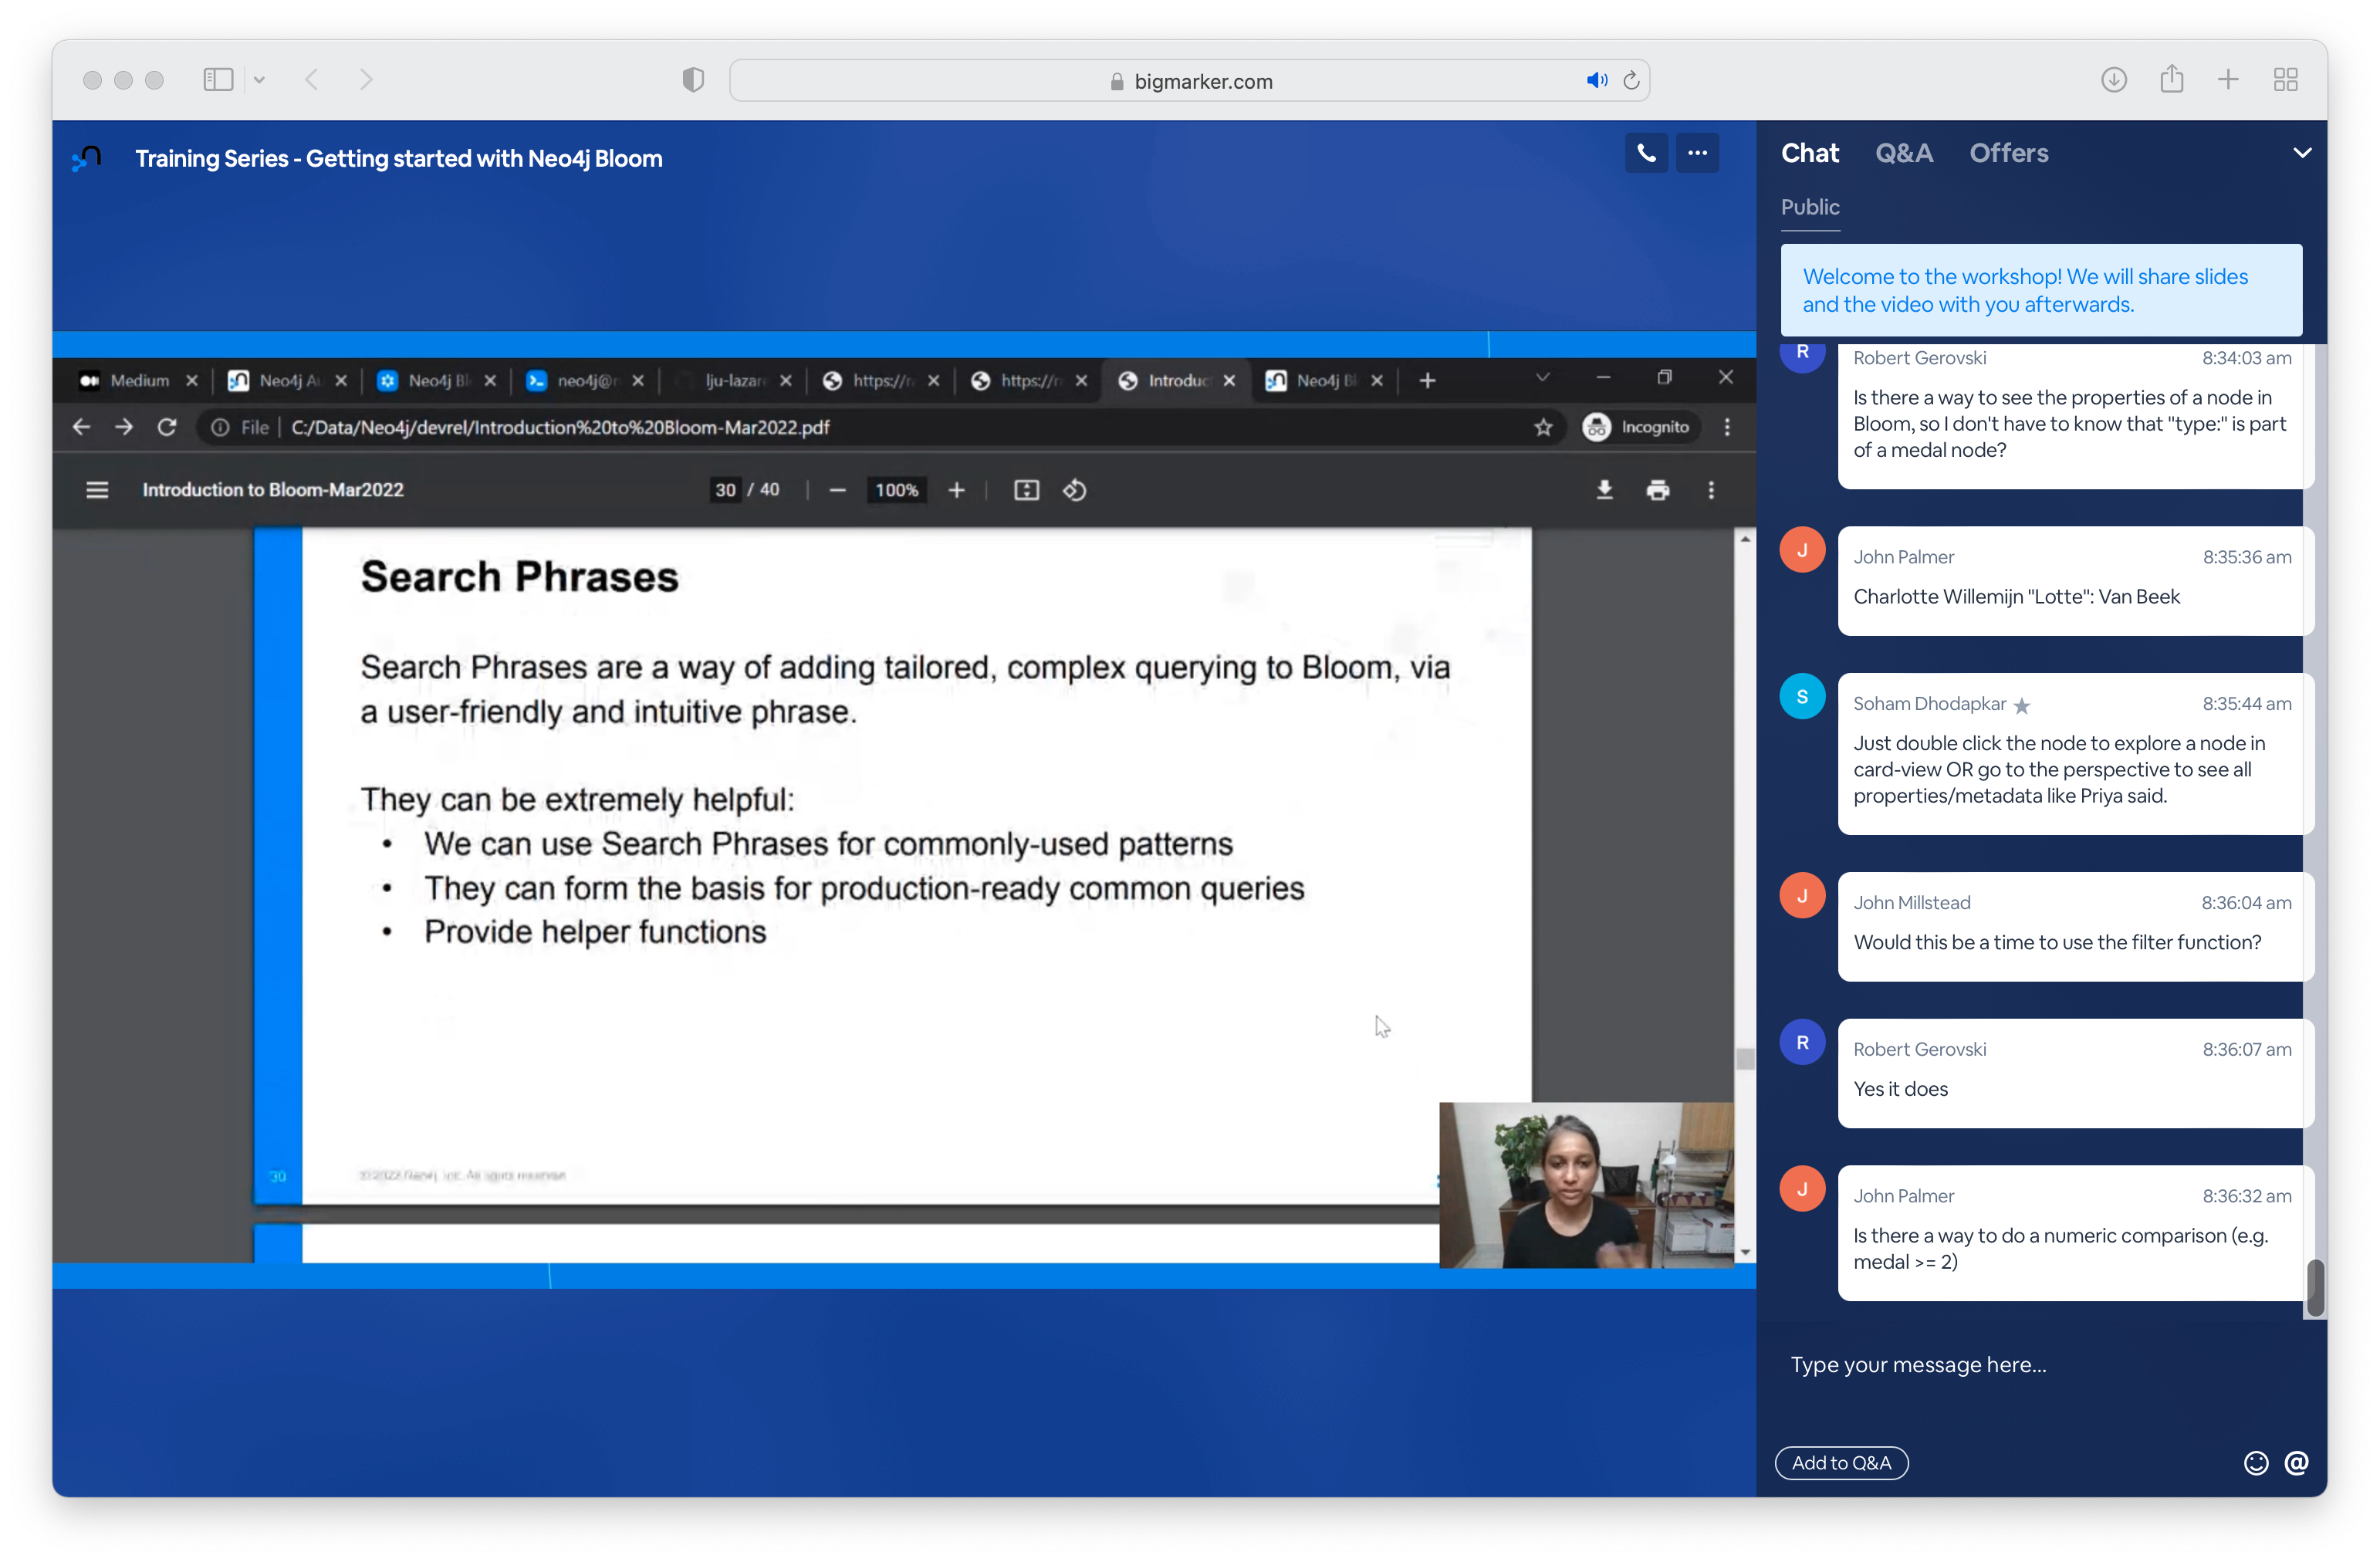 bigmarker.com
Training Series - Getting started with Neo4j Bloom
Medium
Neo4j Au
Neo4j Bl
neo4j@
lju-lazar
https://r
https://r
Introduc
Neo4j Bl
File | C:/Data/Neo4j/devrel/Introduction%20to%20Bloom-Mar2022.pdf
Incognito
Introduction to Bloom-Mar2022
30 / 40
100%
Search Phrases
Search Phrases are a way of adding tailored, complex querying to Bloom, via
a user-friendly and intuitive phrase.
They can be extremely helpful:
• We can use Search Phrases for commonly-used patterns
• They can form the basis for production-ready common queries
• Provide helper functions
30
© 2022 Neo4j, Inc. All rights reserved.
Chat Q&A Offers
Public
Welcome to the workshop! We will share slides
and the video with you afterwards.
R
Robert Gerovski 8:34:03 am
Is there a way to see the properties of a node in
Bloom, so I don't have to know that "type:" is part
of a medal node?
J
John Palmer 8:35:36 am
Charlotte Willemijn "Lotte": Van Beek
S
Soham Dhodapkar ★ 8:35:44 am
Just double click the node to explore a node in
card-view OR go to the perspective to see all
properties/metadata like Priya said.
J
John Millstead 8:36:04 am
Would this be a time to use the filter function?
R
Robert Gerovski 8:36:07 am
Yes it does
J
John Palmer 8:36:32 am
Is there a way to do a numeric comparison (e.g.
medal >= 2)
Type your message here...
Add to Q&A
@